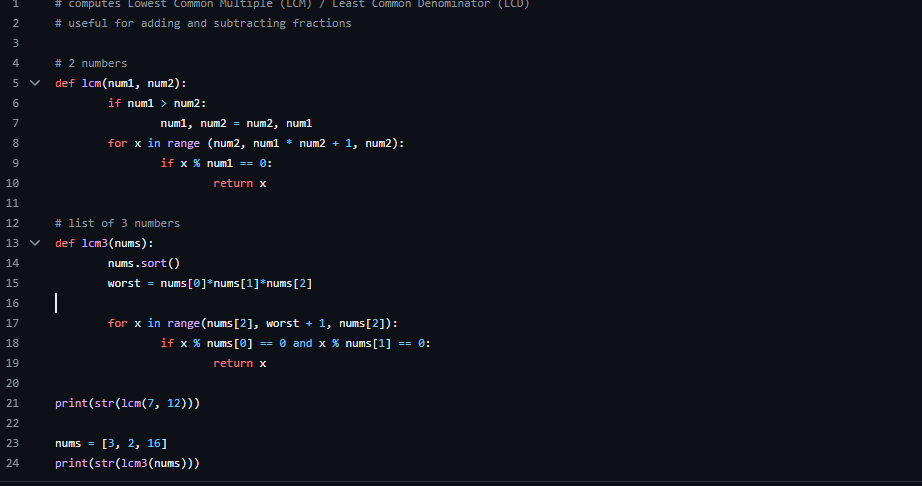 1 # computes Lowest Common Multiple (LCM) / Least Common Denominator (LCD)
2 # useful for adding and subtracting fractions
3
4 # 2 numbers
5 def lcm(num1, num2):
6 if num1 > num2:
7 num1, num2 = num2, num1
8 for x in range (num2, num1 * num2 + 1, num2):
9 if x % num1 == 0:
10 return x
11
12 # list of 3 numbers
13 def lcm3(nums):
14 nums.sort()
15 worst = nums[0]*nums[1]*nums[2]
16
17 for x in range(nums[2], worst + 1, nums[2]):
18 if x % nums[0] == 0 and x % nums[1] == 0:
19 return x
20
21 print(str(lcm(7, 12)))
22
23 nums = [3, 2, 16]
24 print(str(lcm3(nums)))